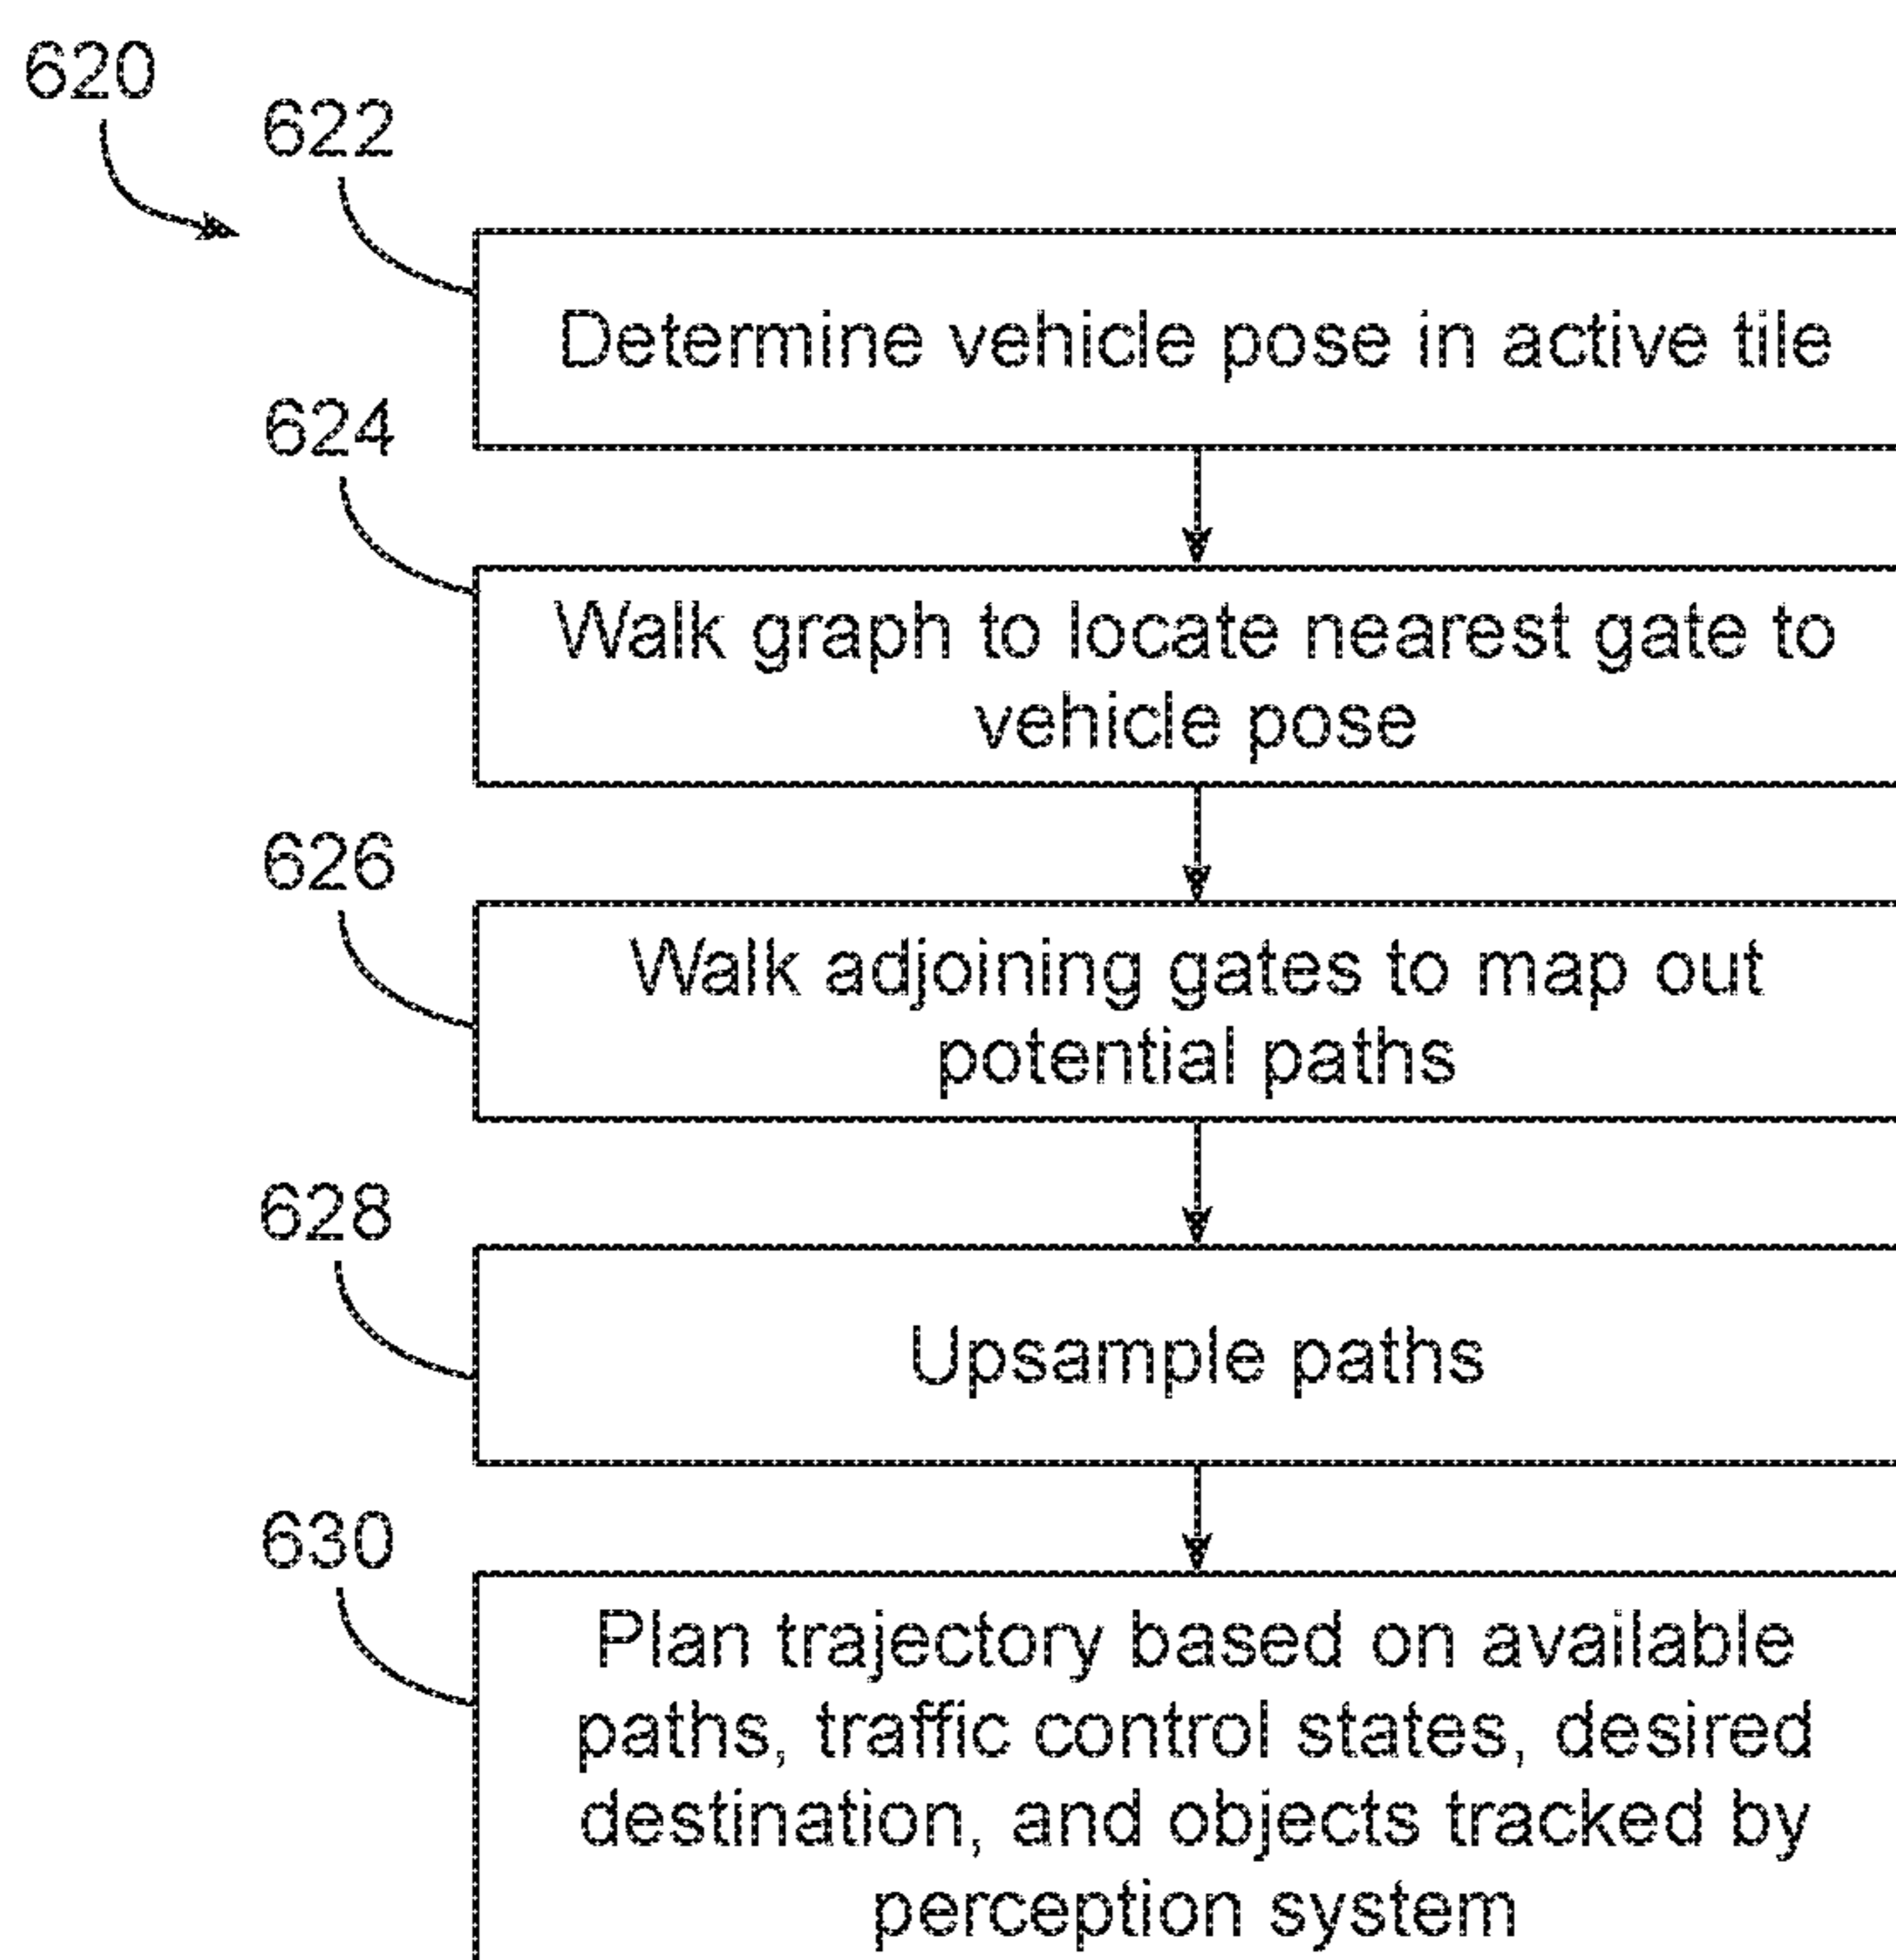 620
622
Determine vehicle pose in active tile
624
Walk graph to locate nearest gate to
vehicle pose
626
Walk adjoining gates to map out
potential paths
628
Upsample paths
630
Plan trajectory based on available
paths, traffic control states, desired
destination, and objects tracked by
perception system